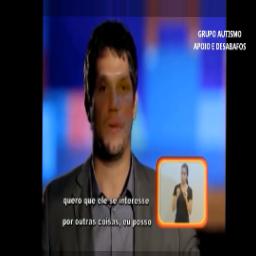 GRUPO AUTISMO
APOIO E DESABAFOS
quero que ele se interesse
por outras coisas, eu posso